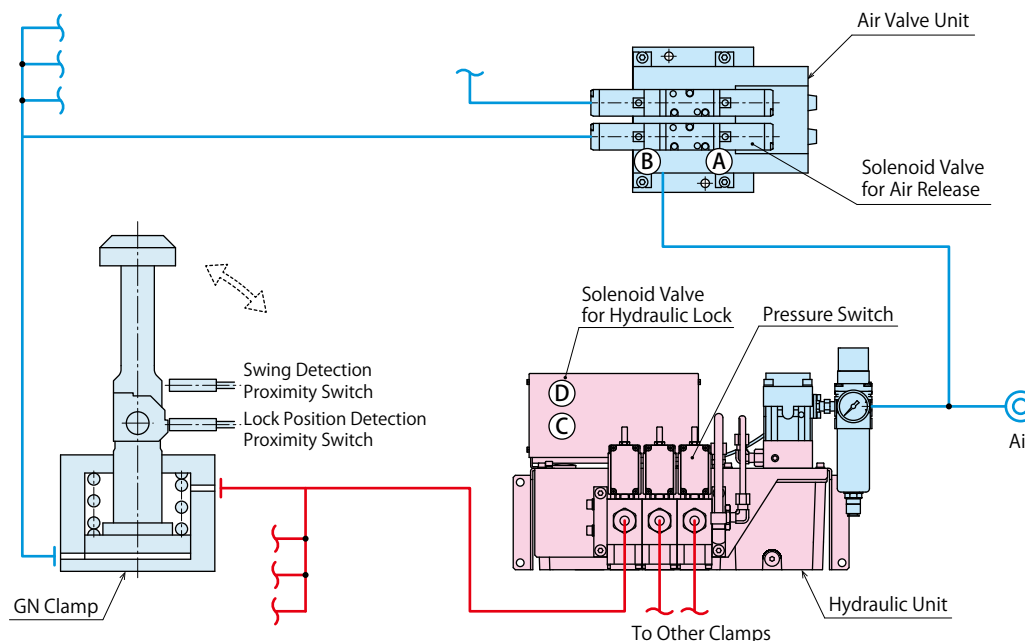 Air Valve Unit
B
A
Solenoid Valve
for Air Release
Solenoid Valve
for Hydraulic Lock
Pressure Switch
D
C
Swing Detection
Proximity Switch
Lock Position Detection
Proximity Switch
Ai
GN Clamp
Hydraulic Unit
To Other Clamps